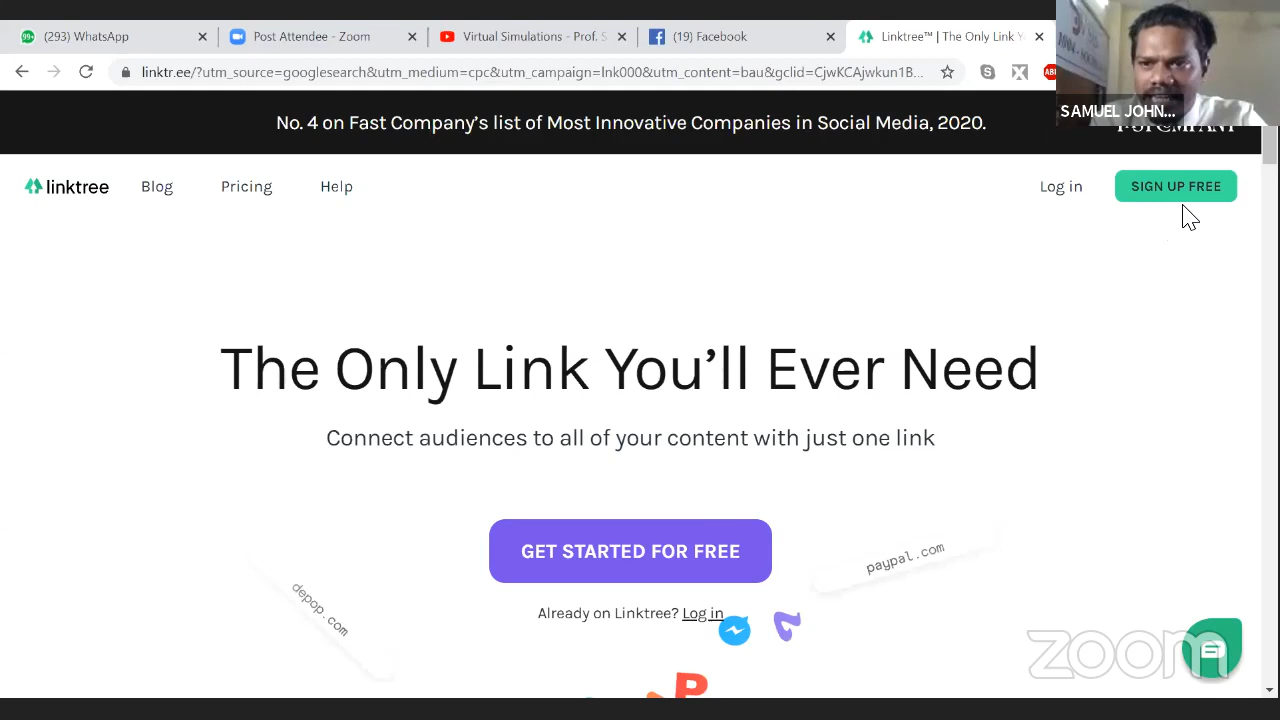 99+ (293) WhatsApp
Post Attendee - Zoom
Virtual Simulations - Prof. S
(19) Facebook
Linktree™ | The Only Link Y
linktr.ee/?utm_source=googlesearch&utm_medium=cpc&utm_campaign=lnk000&utm_content=bau&gclid=CjwKCAjwkun1B...
SAMUEL JOHN...
No. 4 on Fast Company's list of Most Innovative Companies in Social Media, 2020.
linktree
Blog
Pricing
Help
Log in
SIGN UP FREE
The Only Link You'll Ever Need
Connect audiences to all of your content with just one link
GET STARTED FOR FREE
paypal.com
depop.com
Already on Linktree? Log in
zoom